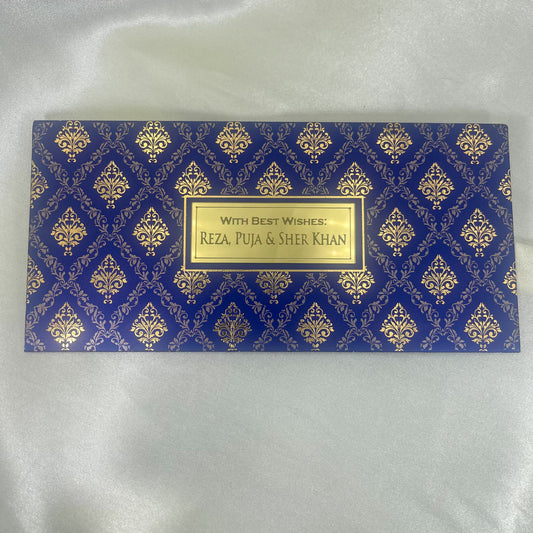 With Best Wishes:
Reza, Puja & Sher Khan